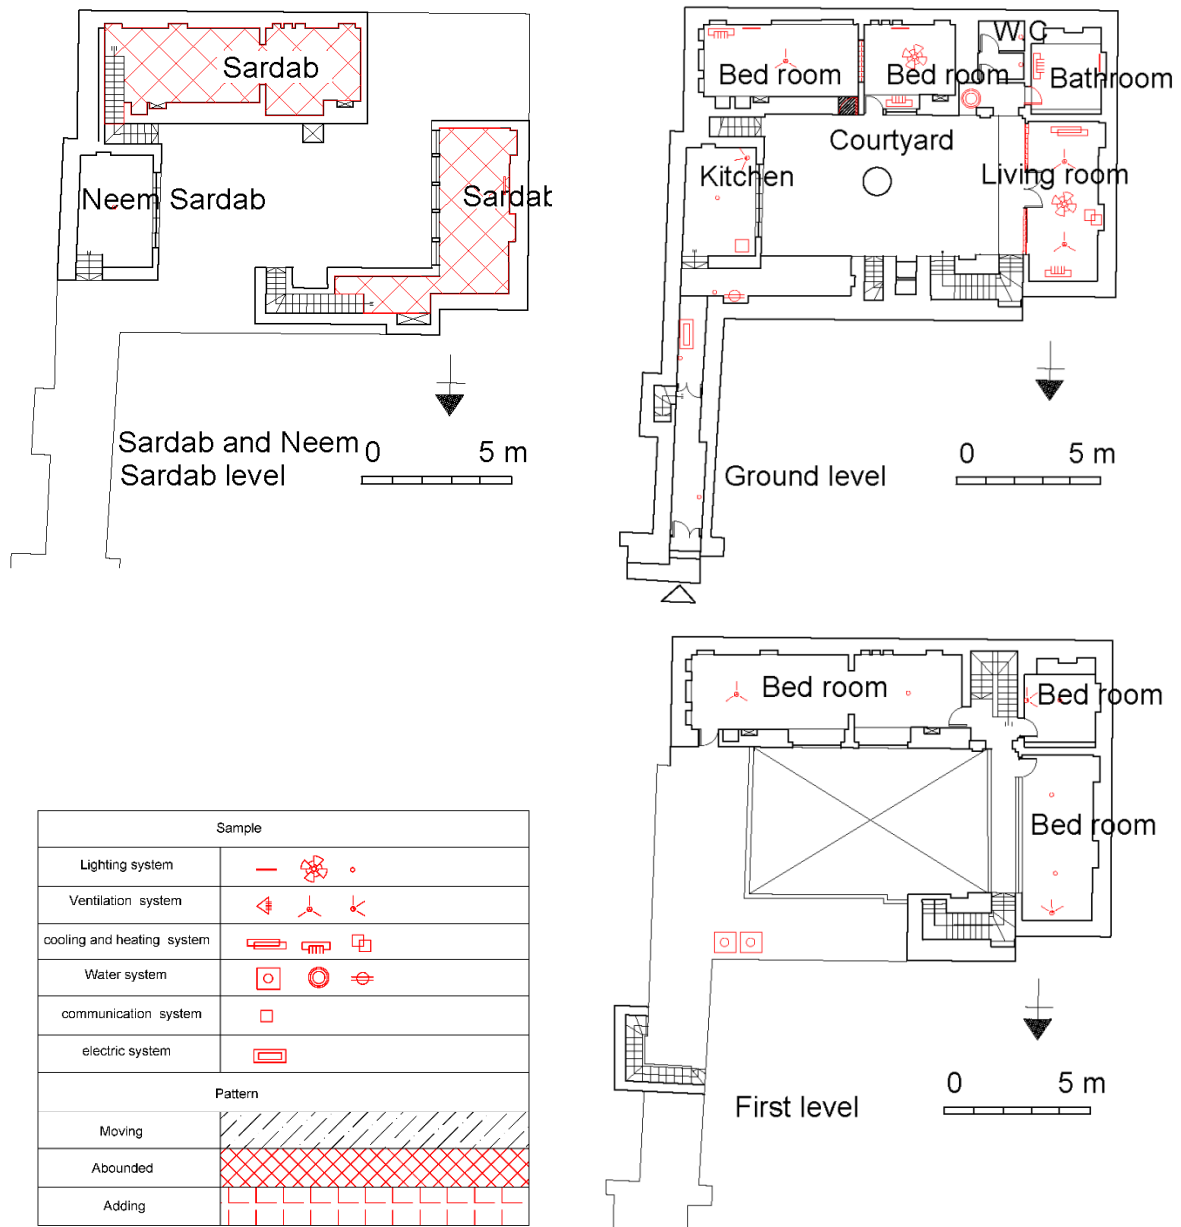 Sardab
Neem Sardab
Sardab
Sardab and Neem
Sardab level
0 5 m
Bed room
Bed room
W.C
Bathroom
Courtyard
Kitchen
Living room
Ground level
0 5 m
Bed room
Bed room
Bed room
First level
0 5 m
Sample
Lighting system
Ventilation system
cooling and heating system
Water system
communication system
electric system
Pattern
Moving
Abounded
Adding